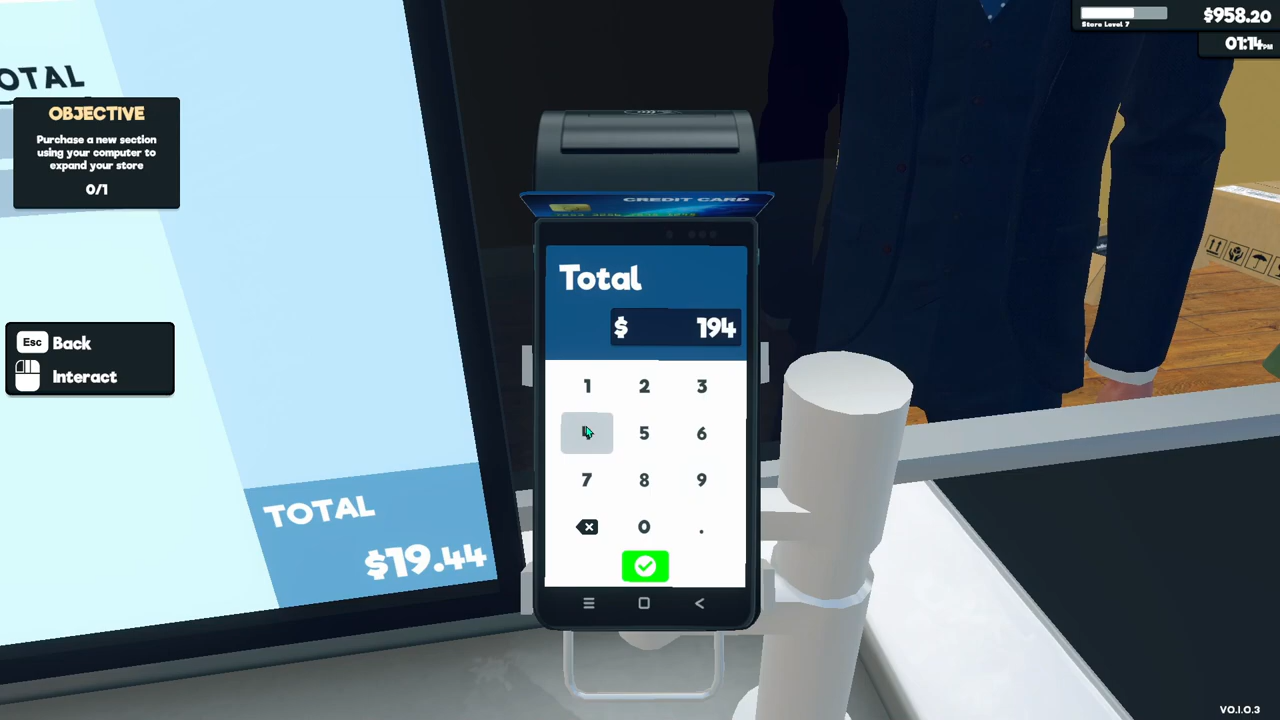 $958.20
Store Level 7
01:14PM
OTAL
OBJECTIVE
Purchase a new section
using your computer to
expand your store
0/1
CREDIT CARD
Total
$ 194
Esc Back
Interact
1 2 3
4 5 6
7 8 9
0 .
TOTAL
$19.44
V0.1.0.3